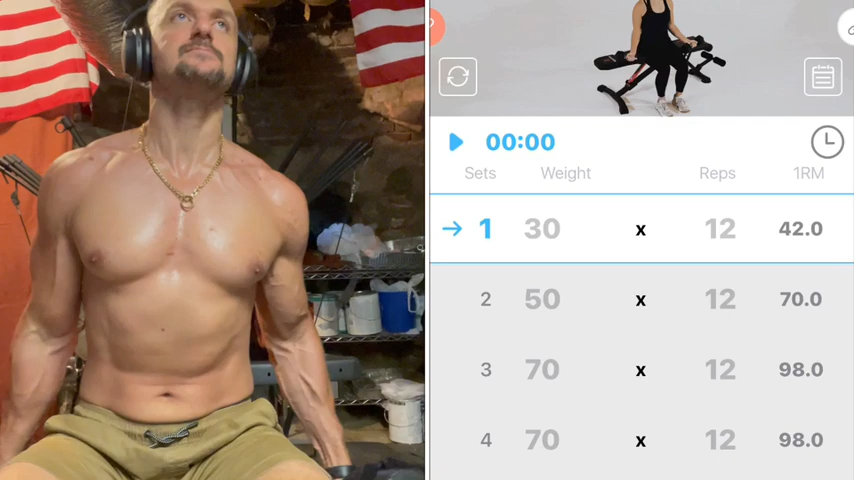 00:00
Sets Weight Reps 1RM
1 30 x 12 42.0
2 50 x 12 70.0
3 70 x 12 98.0
4 70 x 12 98.0